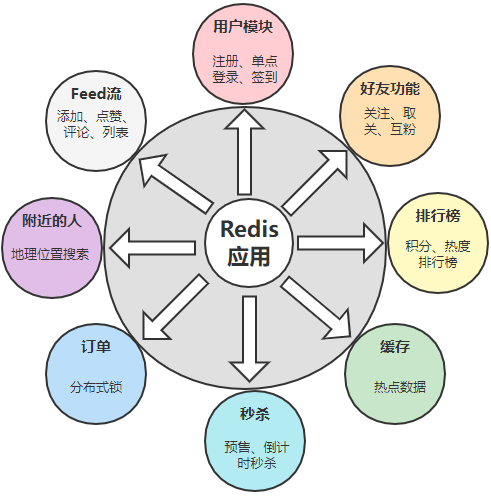 用户模块
注册、单点
登录、签到
Feed流
添加、点赞、
评论、列表
好友功能
关注、取
关、互粉
附近的人
地理位置搜索
Redis
应用
排行榜
积分、热度
排行榜
订单
分布式锁
缓存
热点数据
秒杀
预售、倒计
时秒杀